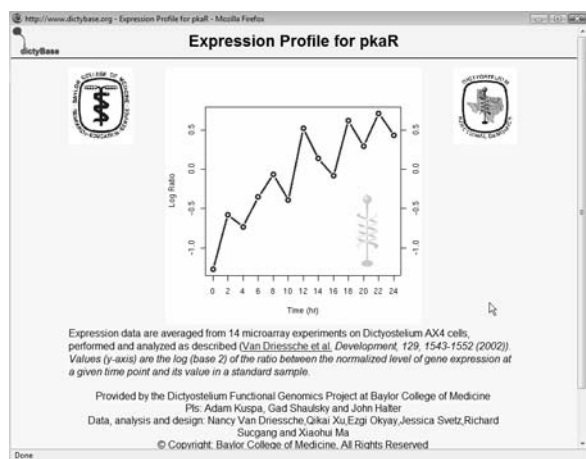 http://www.dictybase.org - Expression Profile for pkaR - Mozilla Firefox
dictyBase
Expression Profile for pkaR
BAYLOR COLLEGE OF MEDICINE
DICTYOSTELIUM
FUNCTIONAL GENOMICS
Log Ratio
0.5
0.0
-0.5
-1.0
0.5
0.0
-0.5
-1.0
0 2 4 6 8 10 12 14 16 18 20 22 24
Time (hr)
Expression data are averaged from 14 microarray experiments on Dictyostelium AX4 cells,
performed and analyzed as described (Van Driessche et al. Development, 129, 1543-1552 (2002)).
Values (y-axis) are the log (base 2) of the ratio between the normalized level of gene expression at
a given time point and its value in a standard sample.
Provided by the Dictyostelium Functional Genomics Project at Baylor College of Medicine
PIs: Adam Kuspa, Gad Shaulsky and John Halter
Data, analysis and design: Nancy Van Driessche,Qikai Xu,Ezgi Okyay,Jessica Svetz,Richard
Sucgang and Xiaohui Ma
© Copyright: Baylor College of Medicine, All Rights Reserved
Done